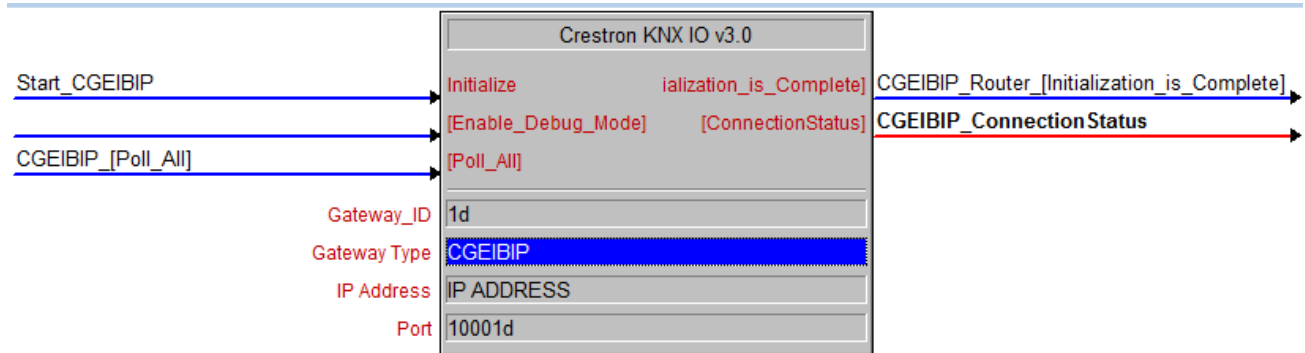 Crestron KNX IO v3.0
Start_CGEIBIP Initialize ialization_is_Complete] CGEIBIP_Router_[Initialization_is_Complete]
[Enable_Debug_Mode] [ConnectionStatus] CGEIBIP_ConnectionStatus
CGEIBIP_[Poll_All] [Poll_All]
Gateway_ID 1d
Gateway Type CGEIBIP
IP Address IP ADDRESS
Port 10001d